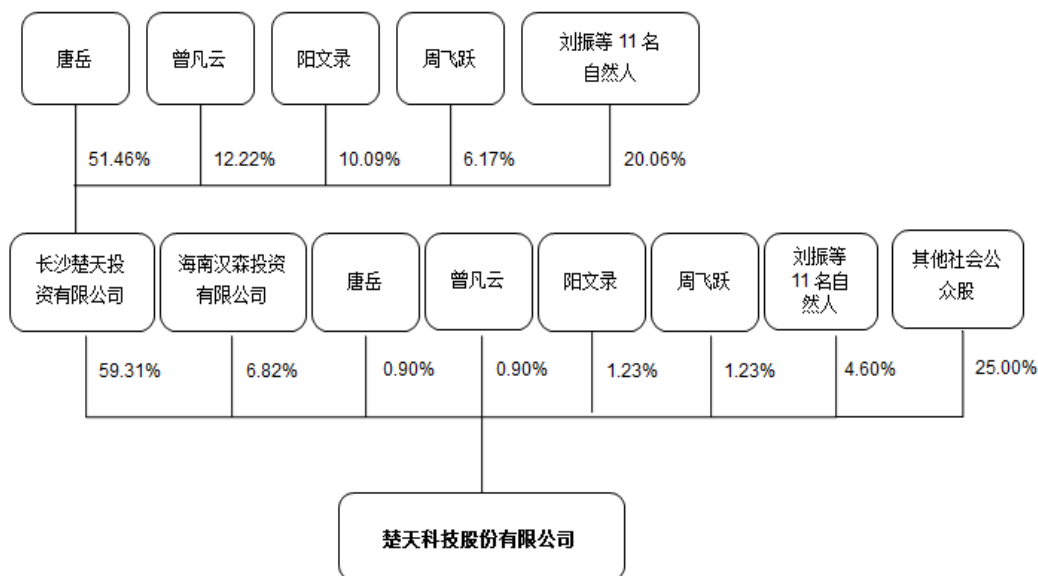 唐岳
曾凡云
阳文录
周飞跃
刘振等 11 名
自然人
51.46%
12.22%
10.09%
6.17%
20.06%
长沙楚天投
资有限公司
海南汉森投资
有限公司
唐岳
曾凡云
阳文录
周飞跃
刘振等
11 名自
然人
其他社会公
众股
59.31%
6.82%
0.90%
0.90%
1.23%
1.23%
4.60%
25.00%
楚天科技股份有限公司